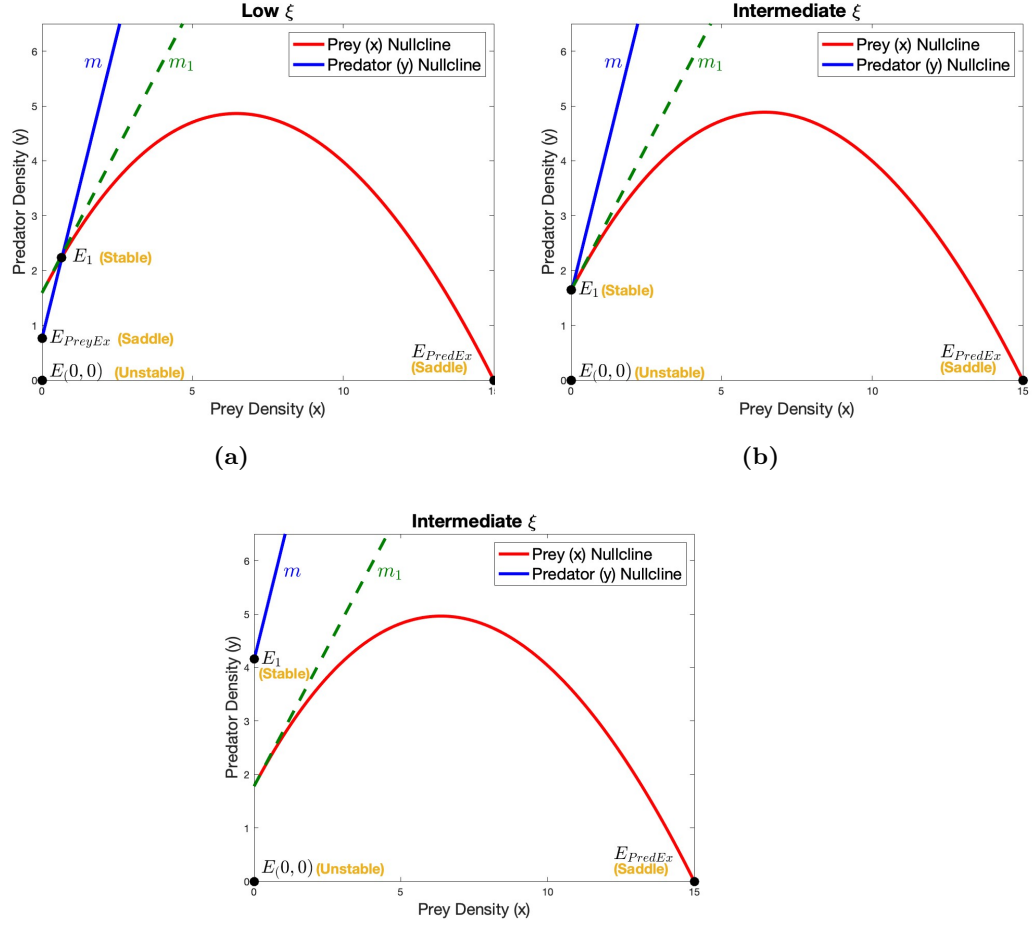 Low ξ
Prey (x) Nullcline
Predator (y) Nullcline
m
m₁
E₁ (Stable)
E_PreyEx (Saddle)
E(0, 0) (Unstable)
E_PredEx
(Saddle)
Predator Density (y)
0
1
2
3
4
5
6
0
5
10
15
Prey Density (x)
(a)
Intermediate ξ
Prey (x) Nullcline
Predator (y) Nullcline
m
m₁
E₁ (Stable)
E(0, 0) (Unstable)
E_PredEx
(Saddle)
Predator Density (y)
0
1
2
3
4
5
6
0
5
10
15
Prey Density (x)
(b)
Intermediate ξ
Prey (x) Nullcline
Predator (y) Nullcline
m
m₁
E₁
(Stable)
E(0, 0) (Unstable)
E_PredEx
(Saddle)
Predator Density (y)
0
1
2
3
4
5
6
0
5
10
15
Prey Density (x)